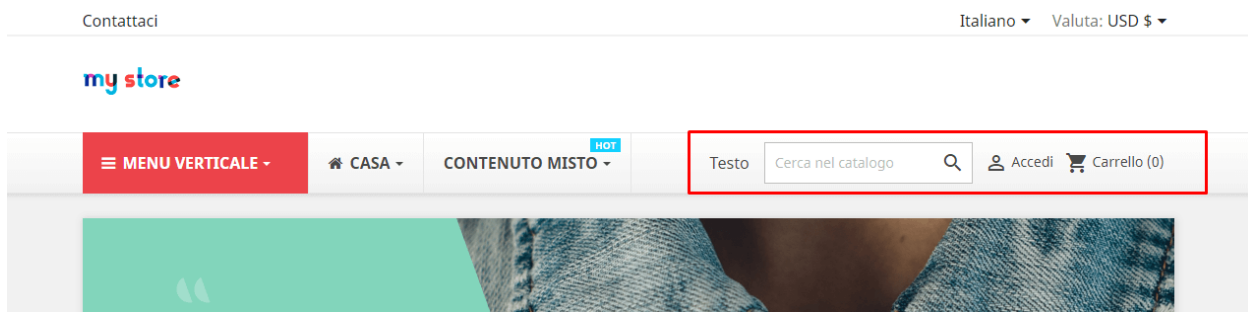 Contattaci
Italiano
Valuta: USD $
my store
MENU VERTICALE
CASA
HOT
CONTENUTO MISTO
Testo
Cerca nel catalogo
Accedi
Carrello (0)
“